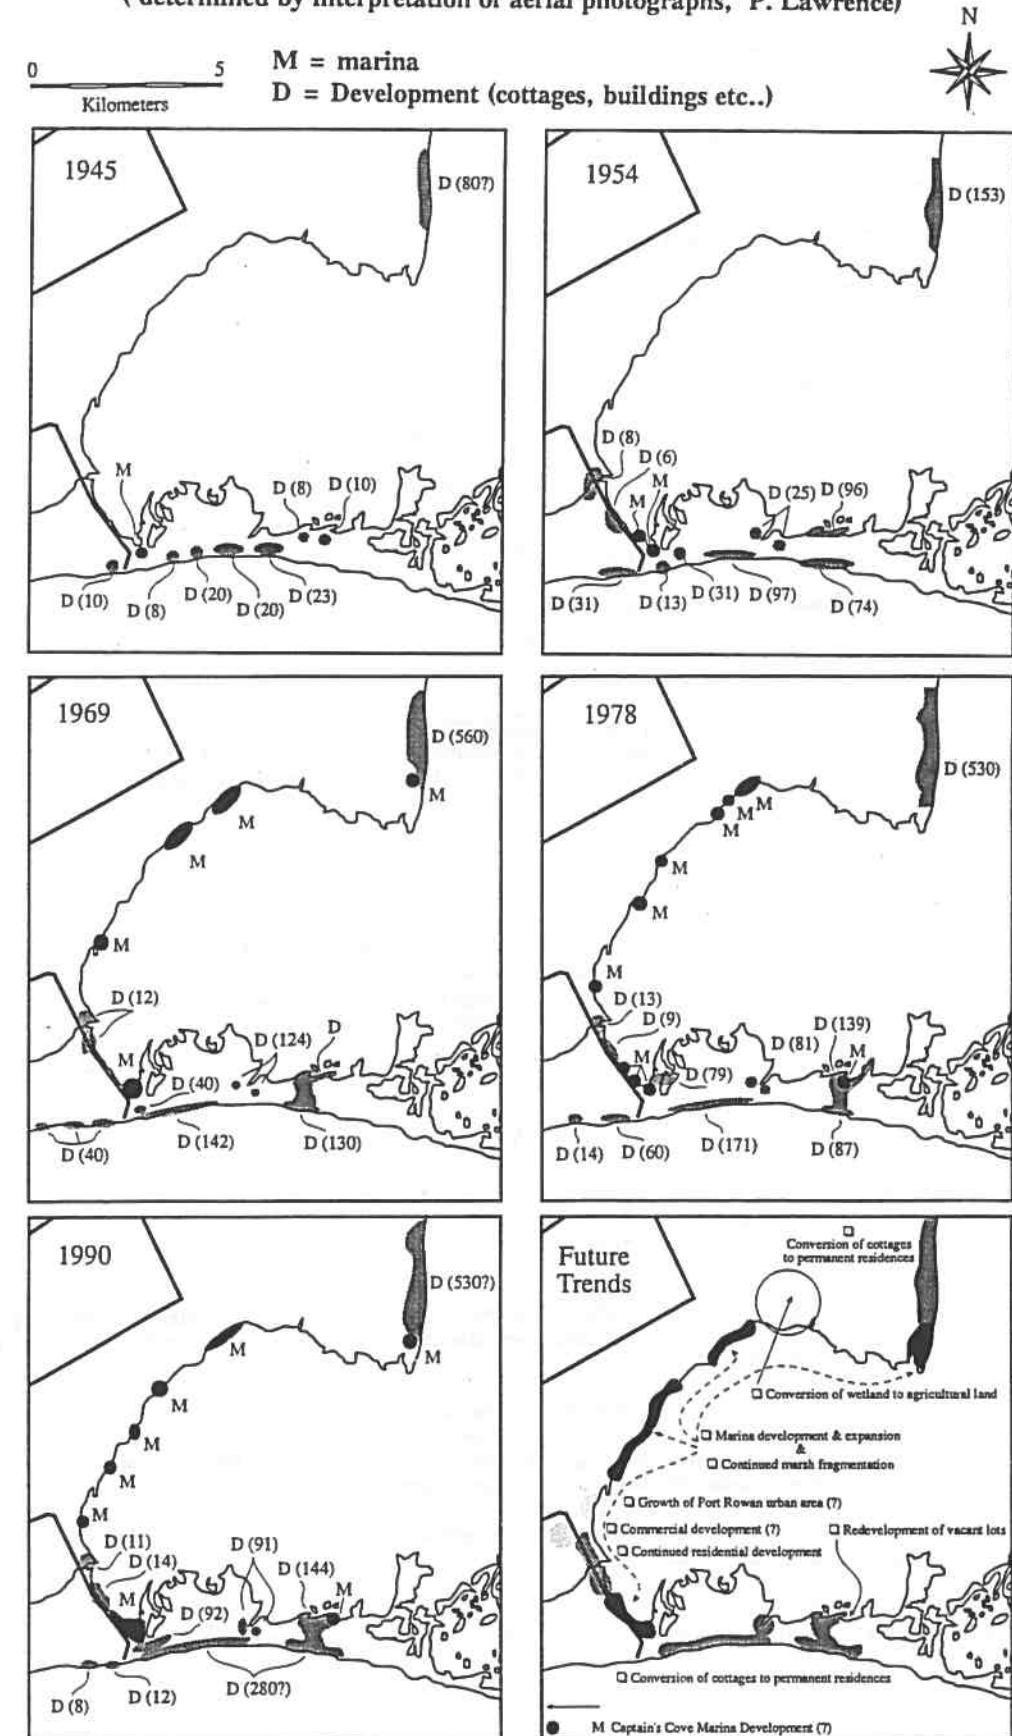 ( determined by interpretation of aerial photographs, P. Lawrence)
N
0 5
Kilometers
M = marina
D = Development (cottages, buildings etc..)
1945
D (80?)
M
D (8) D (10)
D (10) D (8) D (20) D (20) D (23)
1954
D (153)
D (8)
D (6)
M
M
D (25) D (96)
D (31) D (13) D (31) D (97) D (74)
1969
D (560)
M
M
M
M
D (12)
M
D (124)
D
D (40)
D (40)
D (142)
D (130)
1978
D (530)
M
M
M
M
M
M
D (13)
D (9)
M
D (79)
D (81)
D (139)
M
D (14) D (60) D (171) D (87)
1990
D (530?)
M
M
M
M
M
M
D (11)
D (14)
M
D (92)
D (91)
D (144)
M
D (8) D (12) D (280?)
Future
Trends
Conversion of cottages
to permanent residences
Conversion of wetland to agricultural land
Marina development & expansion
&
Continued marsh fragmentation
Growth of Port Rowan urban area (?)
Commercial development (?)
Redevelopment of vacant lots
Continued residential development
Conversion of cottages to permanent residences
M Captain's Cove Marina Development (?)